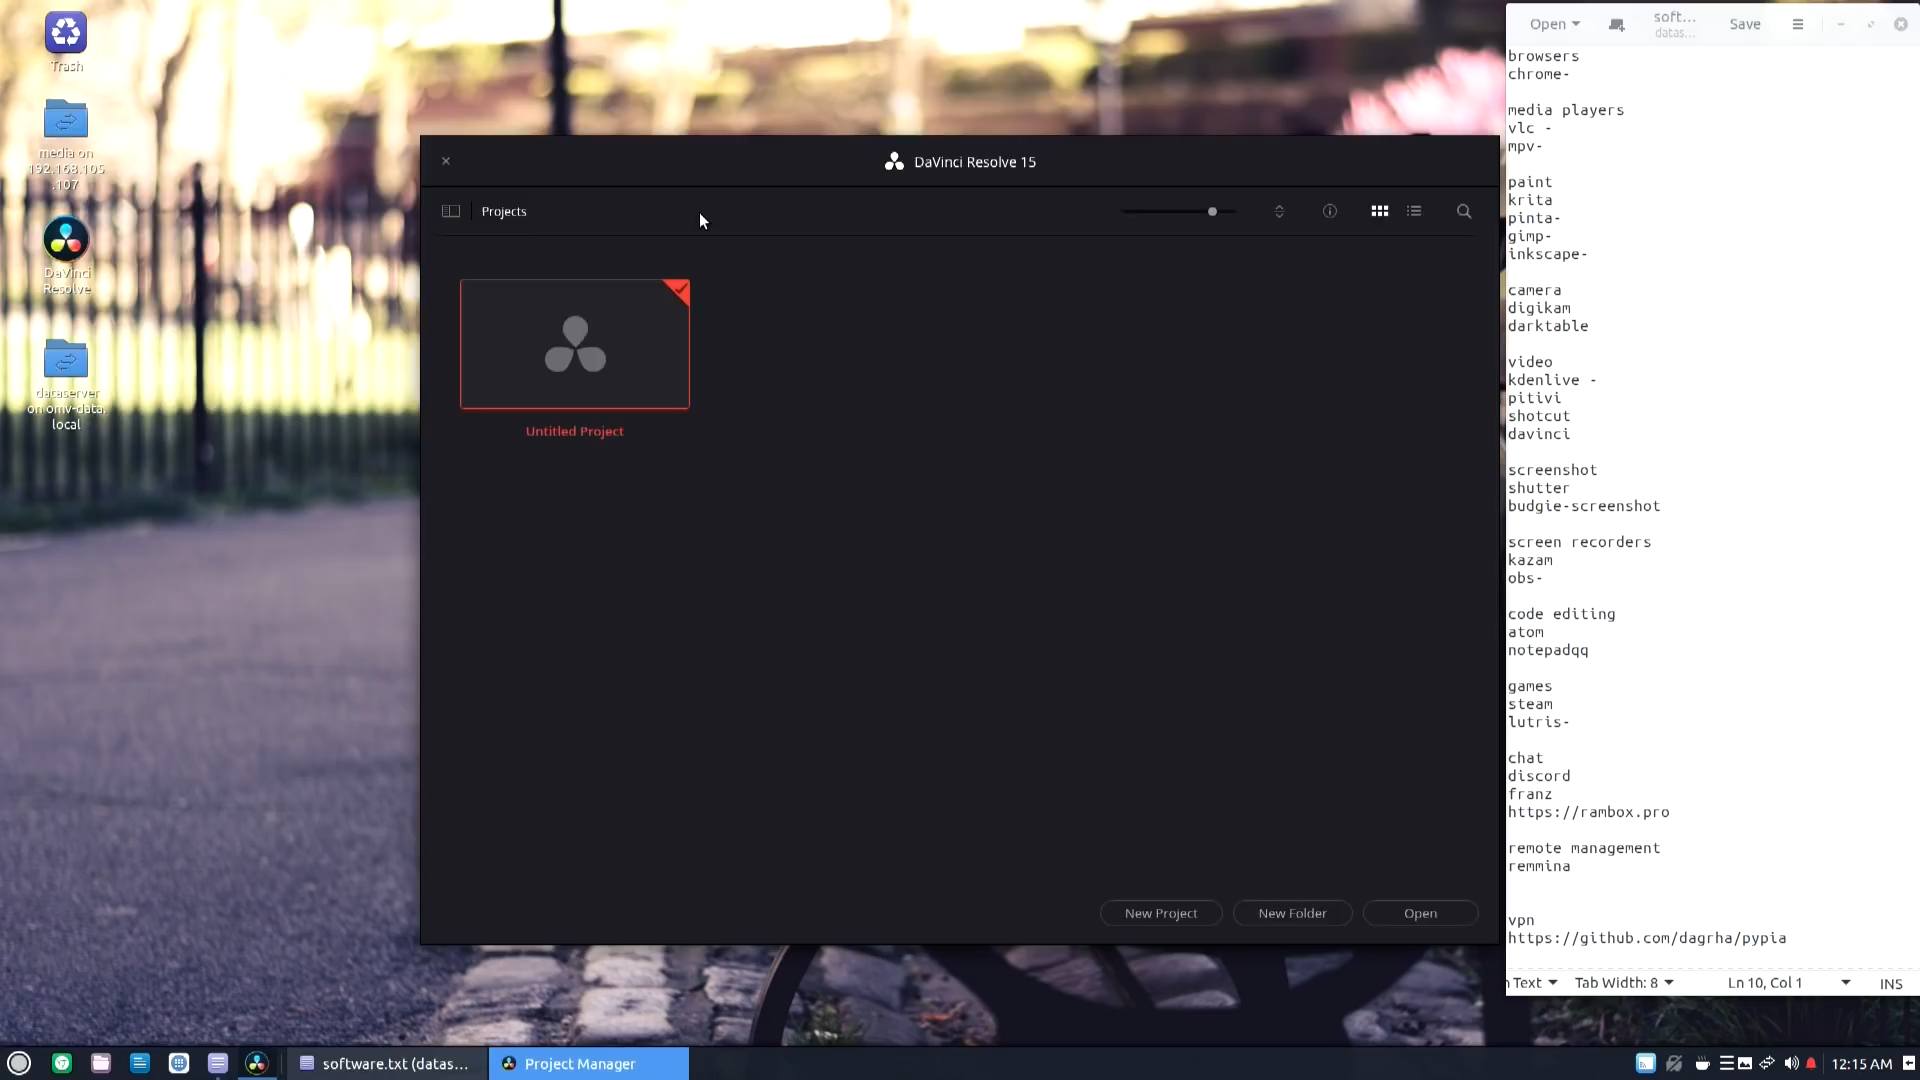 Trash
media on
192.168.105
.107
DaVinci
Resolve
dataserver
on omv-data.
local
DaVinci Resolve 15
Projects
Untitled Project
New Project
New Folder
Open
Open
soft...
datas...
Save
browsers
chrome-
media players
vlc -
mpv-
paint
krita
pinta-
gimp-
inkscape-
camera
digikam
darktable
video
kdenlive -
pitivi
shotcut
davinci
screenshot
shutter
budgie-screenshot
screen recorders
kazam
obs-
code editing
atom
notepadqq
games
steam
lutris-
chat
discord
franz
https://rambox.pro
remote management
remmina
vpn
https://github.com/dagrha/pypia
n Text
Tab Width: 8
Ln 10, Col 1
INS
software.txt (datas...
Project Manager
12:15 AM